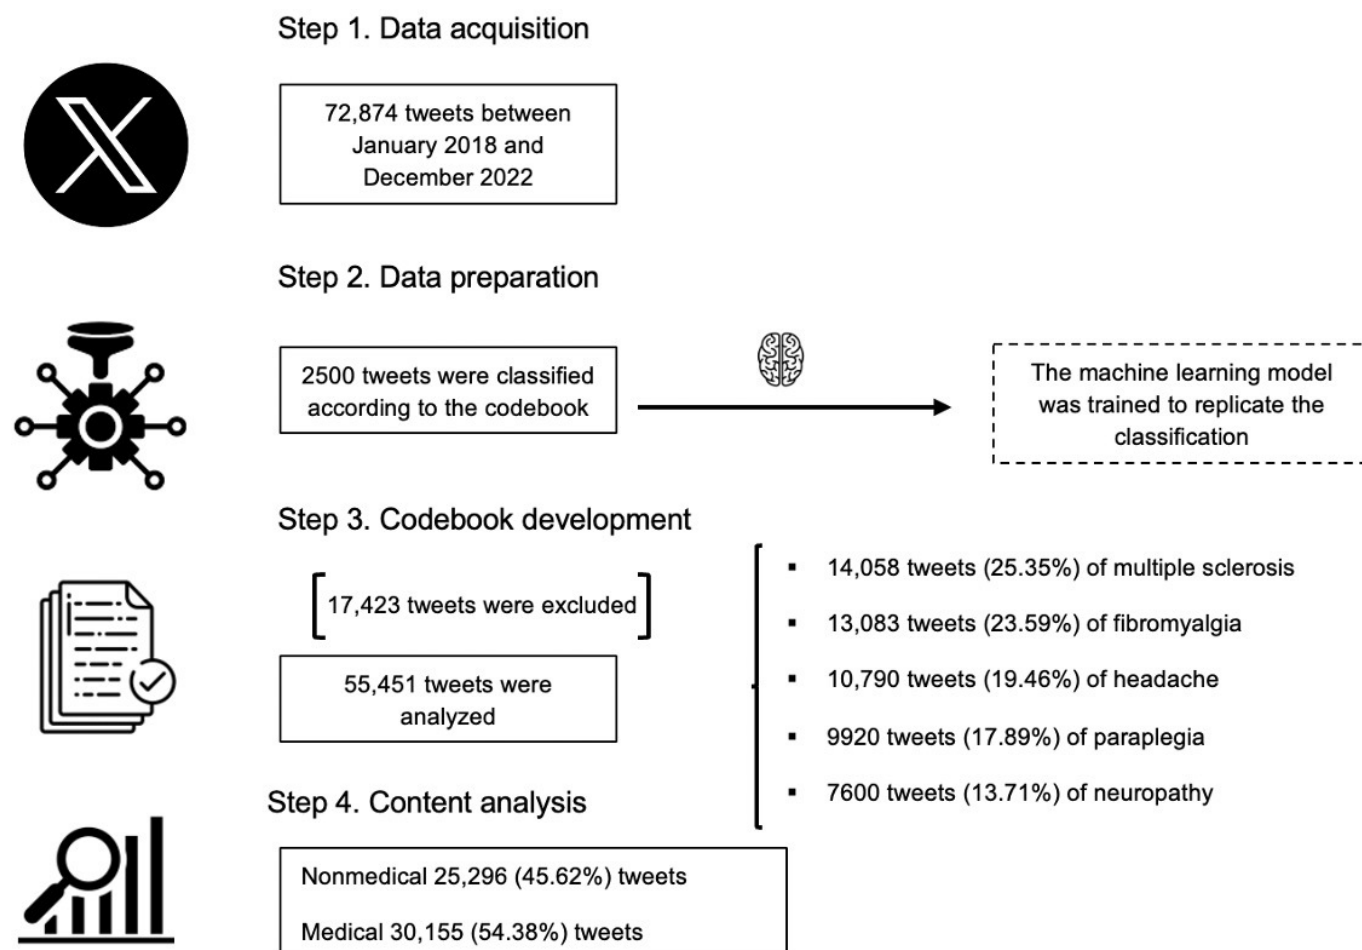 Step 1. Data acquisition
72,874 tweets between
January 2018 and
December 2022
Step 2. Data preparation
2500 tweets were classified
according to the codebook
The machine learning model
was trained to replicate the
classification
Step 3. Codebook development
17,423 tweets were excluded
55,451 tweets were
analyzed
▪ 14,058 tweets (25.35%) of multiple sclerosis
▪ 13,083 tweets (23.59%) of fibromyalgia
▪ 10,790 tweets (19.46%) of headache
▪ 9920 tweets (17.89%) of paraplegia
▪ 7600 tweets (13.71%) of neuropathy
Step 4. Content analysis
Nonmedical 25,296 (45.62%) tweets
Medical 30,155 (54.38%) tweets